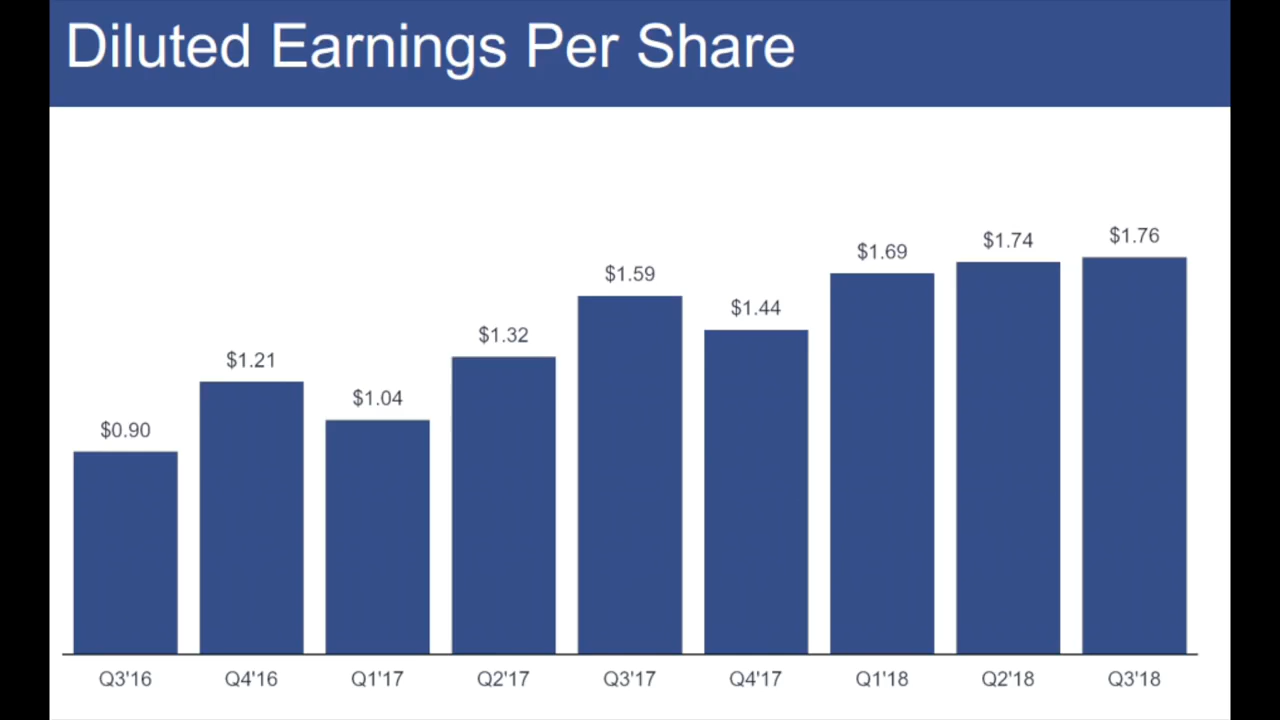 Diluted Earnings Per Share
$0.90
$1.21
$1.04
$1.32
$1.59
$1.44
$1.69
$1.74
$1.76
Q3'16
Q4'16
Q1'17
Q2'17
Q3'17
Q4'17
Q1'18
Q2'18
Q3'18